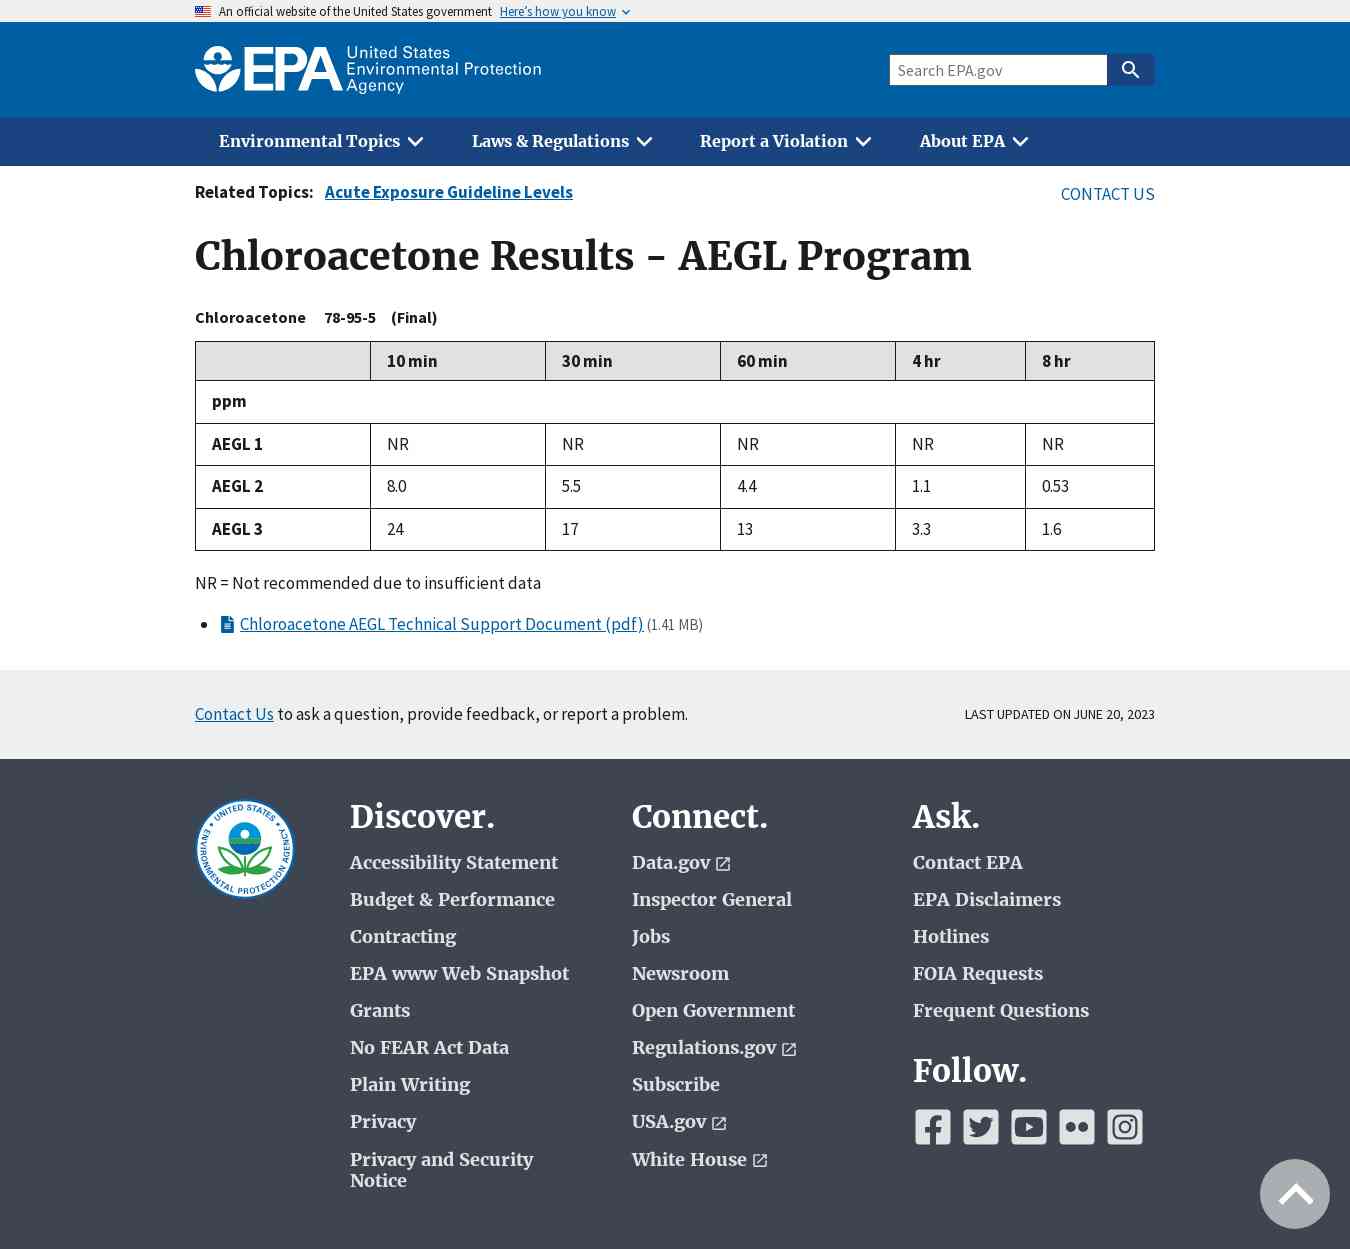 An official website of the United States government Here's how you know
EPA United States
Environmental Protection
Agency
Search EPA.gov
Environmental Topics Laws & Regulations Report a Violation About EPA
Related Topics: Acute Exposure Guideline Levels CONTACT US
Chloroacetone Results - AEGL Program
Chloroacetone 78-95-5 (Final)
10 min 30 min 60 min 4 hr 8 hr
ppm
AEGL 1 NR NR NR NR NR
AEGL 2 8.0 5.5 4.4 1.1 0.53
AEGL 3 24 17 13 3.3 1.6
NR = Not recommended due to insufficient data
Chloroacetone AEGL Technical Support Document (pdf) (1.41 MB)
Contact Us to ask a question, provide feedback, or report a problem. LAST UPDATED ON JUNE 20, 2023
UNITED STATES
ENVIRONMENTAL PROTECTION AGENCY
Discover.
Accessibility Statement
Budget & Performance
Contracting
EPA www Web Snapshot
Grants
No FEAR Act Data
Plain Writing
Privacy
Privacy and Security
Notice
Connect.
Data.gov
Inspector General
Jobs
Newsroom
Open Government
Regulations.gov
Subscribe
USA.gov
White House
Ask.
Contact EPA
EPA Disclaimers
Hotlines
FOIA Requests
Frequent Questions
Follow.